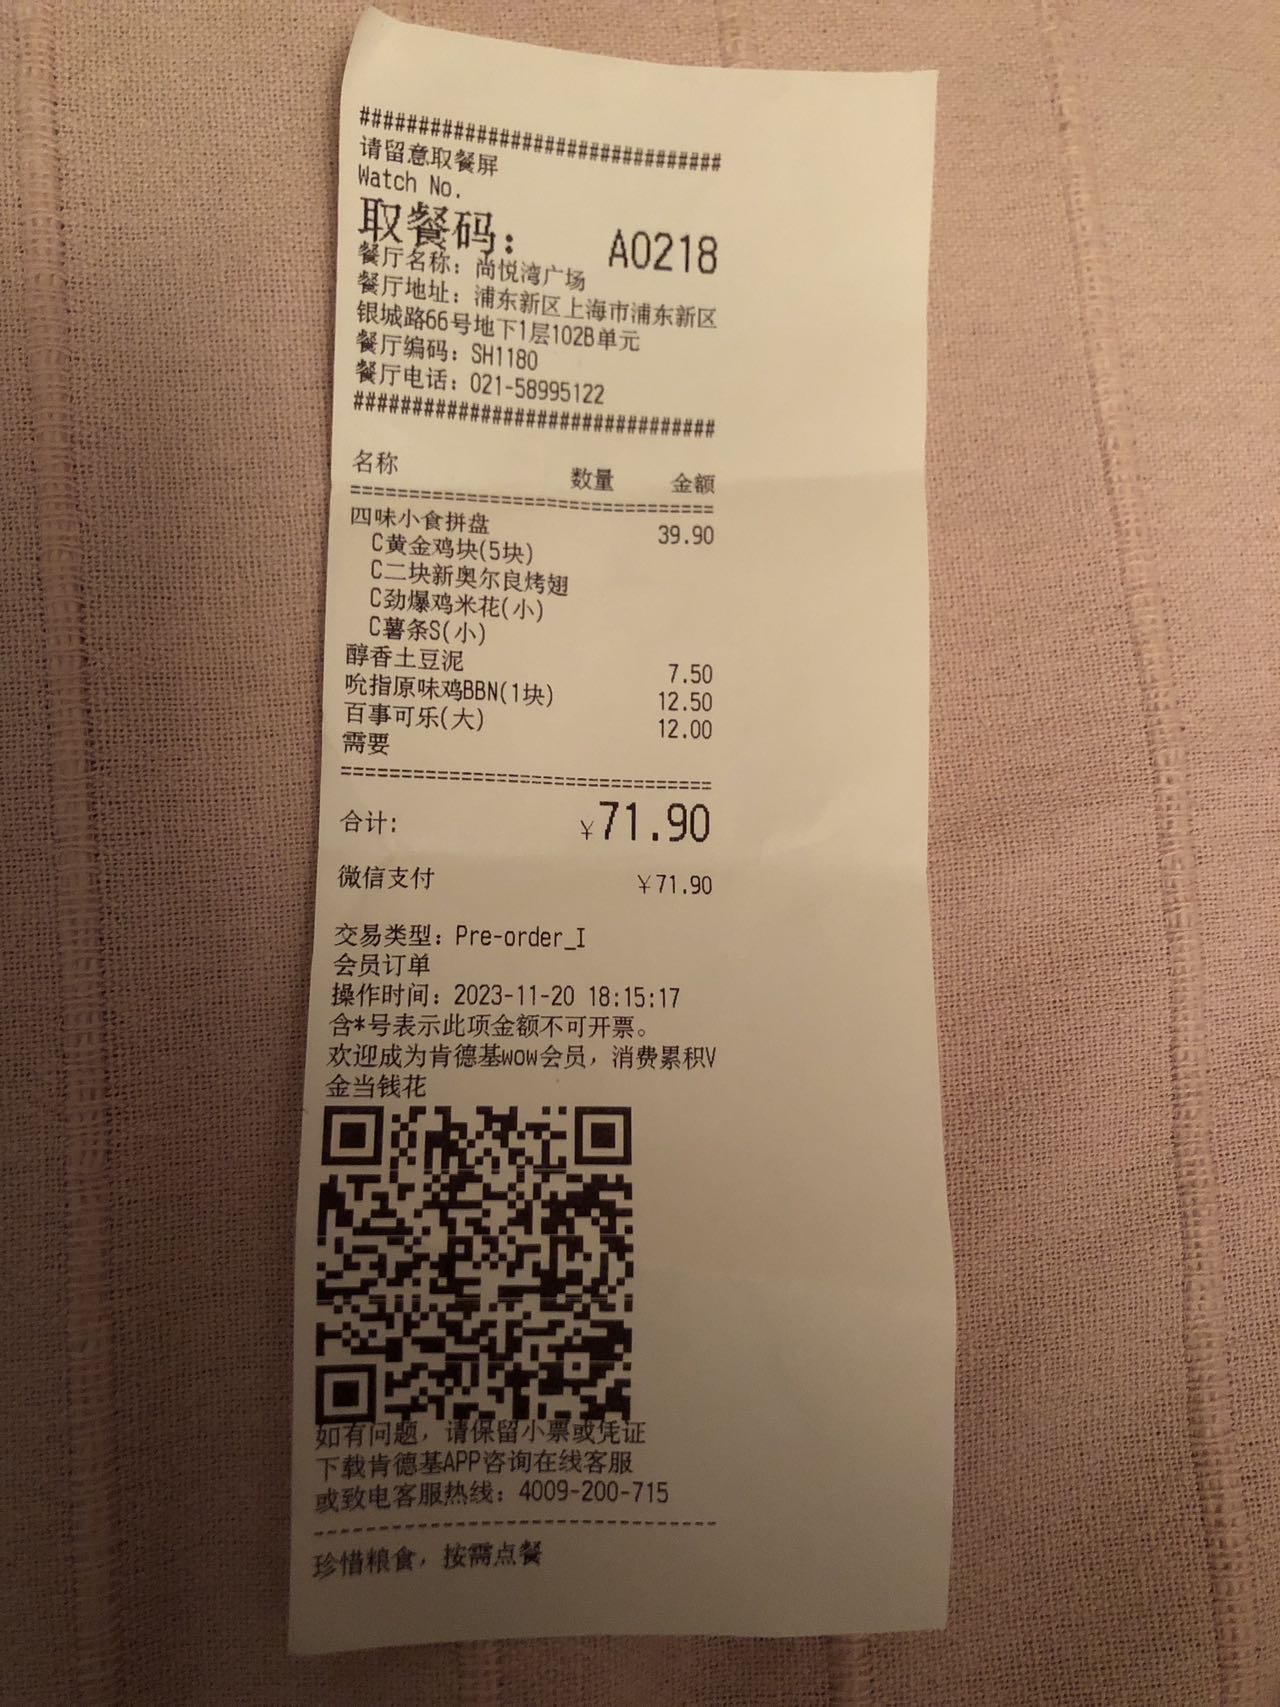 ###############################
请留意取餐屏
Watch No.
取餐码: A0218
餐厅名称: 尚悦湾广场
餐厅地址: 浦东新区上海市浦东新区
银城路66号地下1层102B单元
餐厅编码: SH1180
餐厅电话: 021-58995122
###############################
名称 数量 金额
===============================
四味小食拼盘 39.90
C黄金鸡块(5块)
C二块新奥尔良烤翅
C劲爆鸡米花(小)
C薯条S(小)
醇香土豆泥 7.50
吮指原味鸡BBN(1块) 12.50
百事可乐(大) 12.00
需要
===============================
合计: ¥71.90
微信支付 ¥71.90
交易类型: Pre-order_I
会员订单
操作时间: 2023-11-20 18:15:17
含*号表示此项金额不可开票。
欢迎成为肯德基wow会员, 消费累积V
金当钱花
如有问题, 请保留小票或凭证
下载肯德基APP咨询在线客服
或致电客服热线: 4009-200-715
-------------------------------
珍惜粮食, 按需点餐